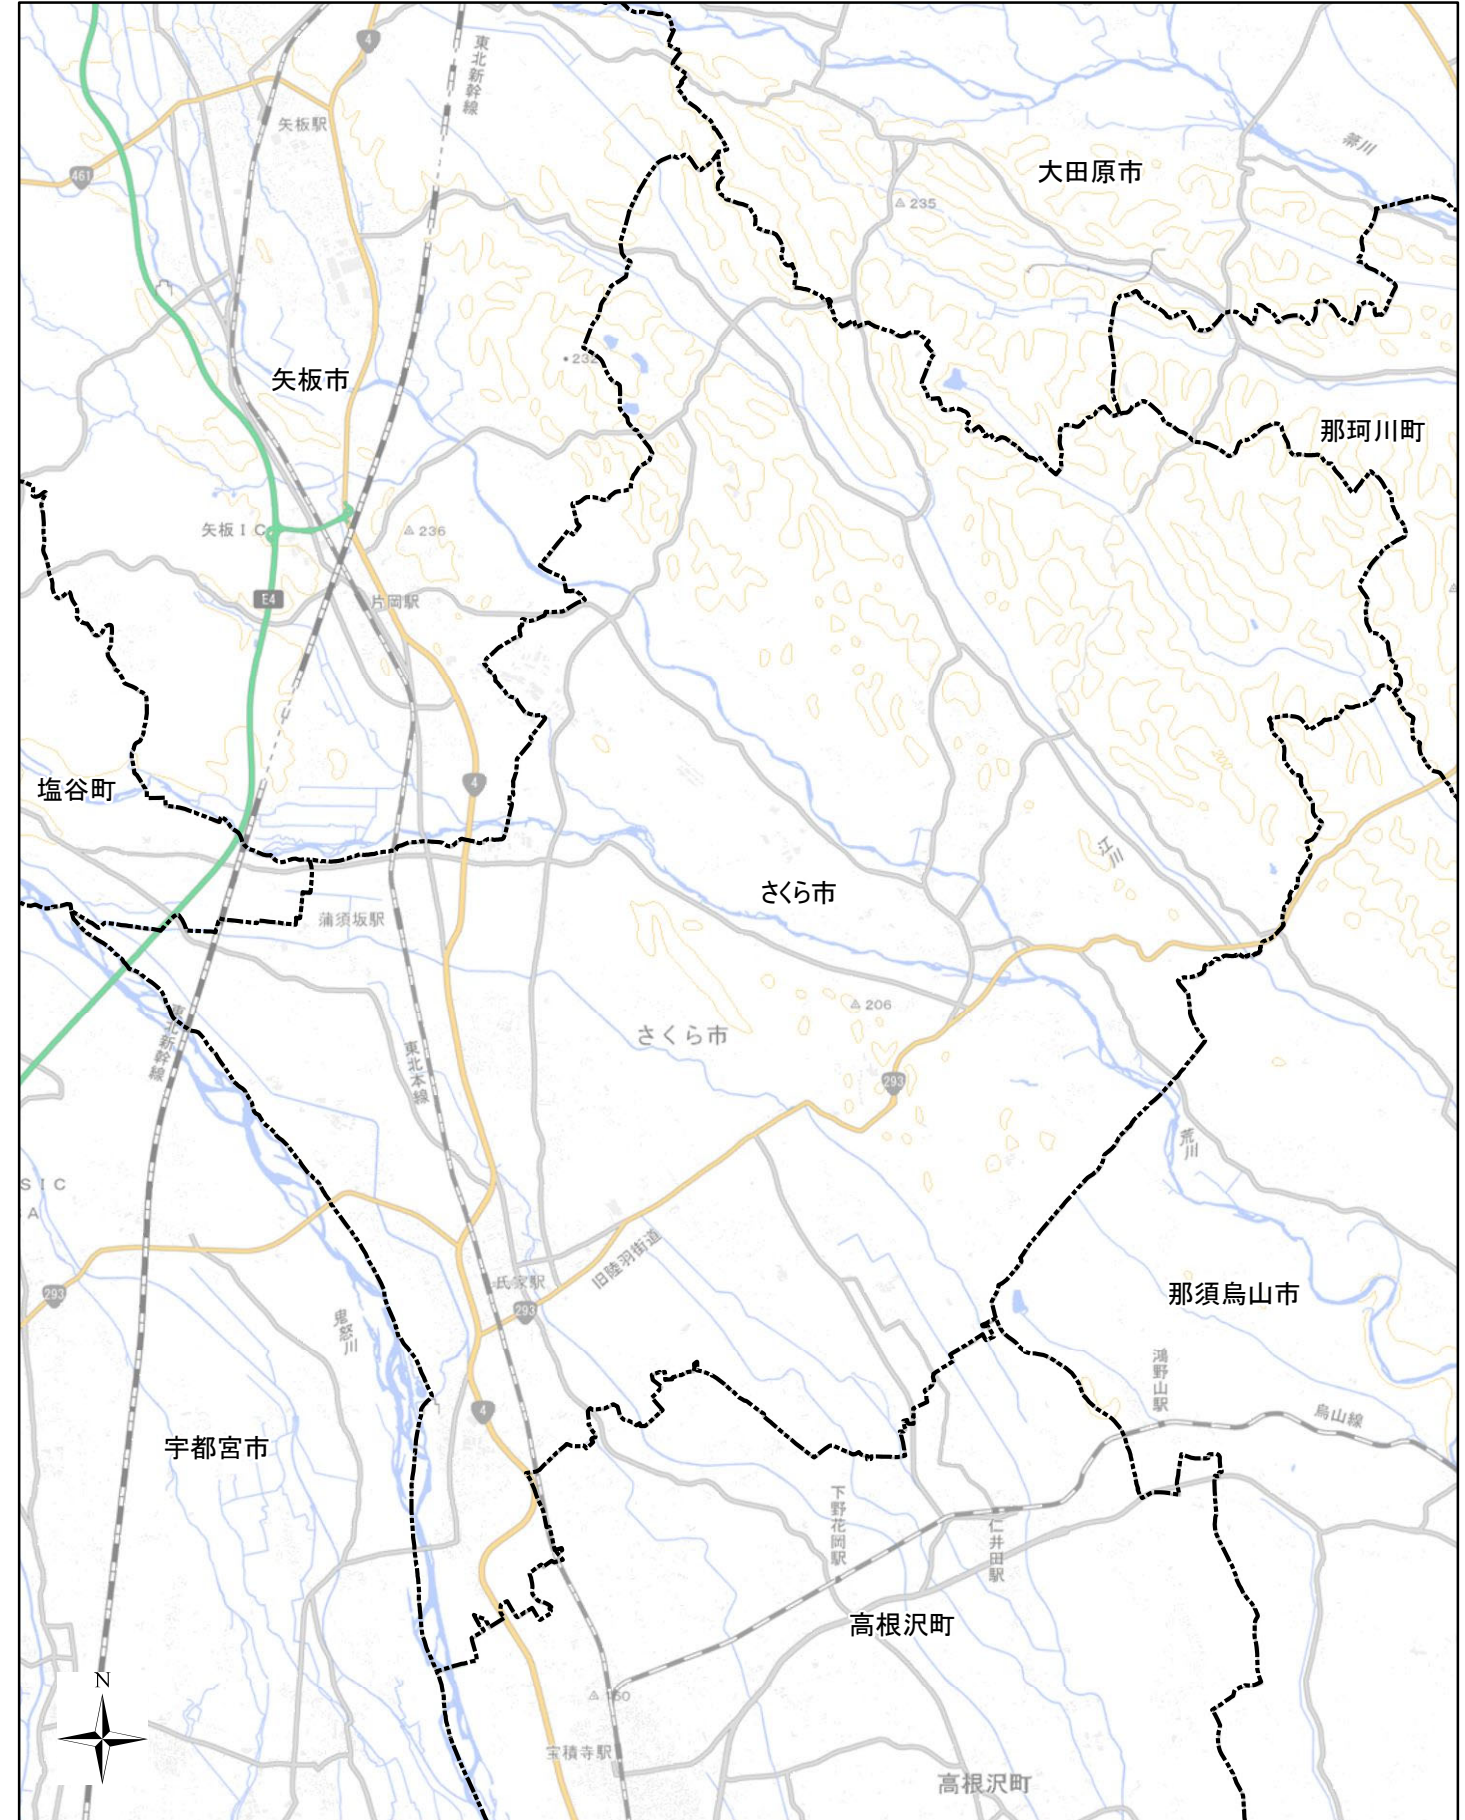 4
東北新幹線
矢板駅
箒川
大田原市
461
235
232
矢板市
那珂川町
矢板IC
236
E4
片岡駅
200
塩谷町
4
江川
さくら市
蒲須坂駅
206
さくら市
東北新幹線
東北本線
293
荒川
SIC
A
旧陸羽街道
氏家駅
293
293
那須烏山市
鬼怒川
鴻野山駅
烏山線
4
宇都宮市
下野花岡駅
仁井田駅
高根沢町
N
160
宝積寺駅
高根沢町